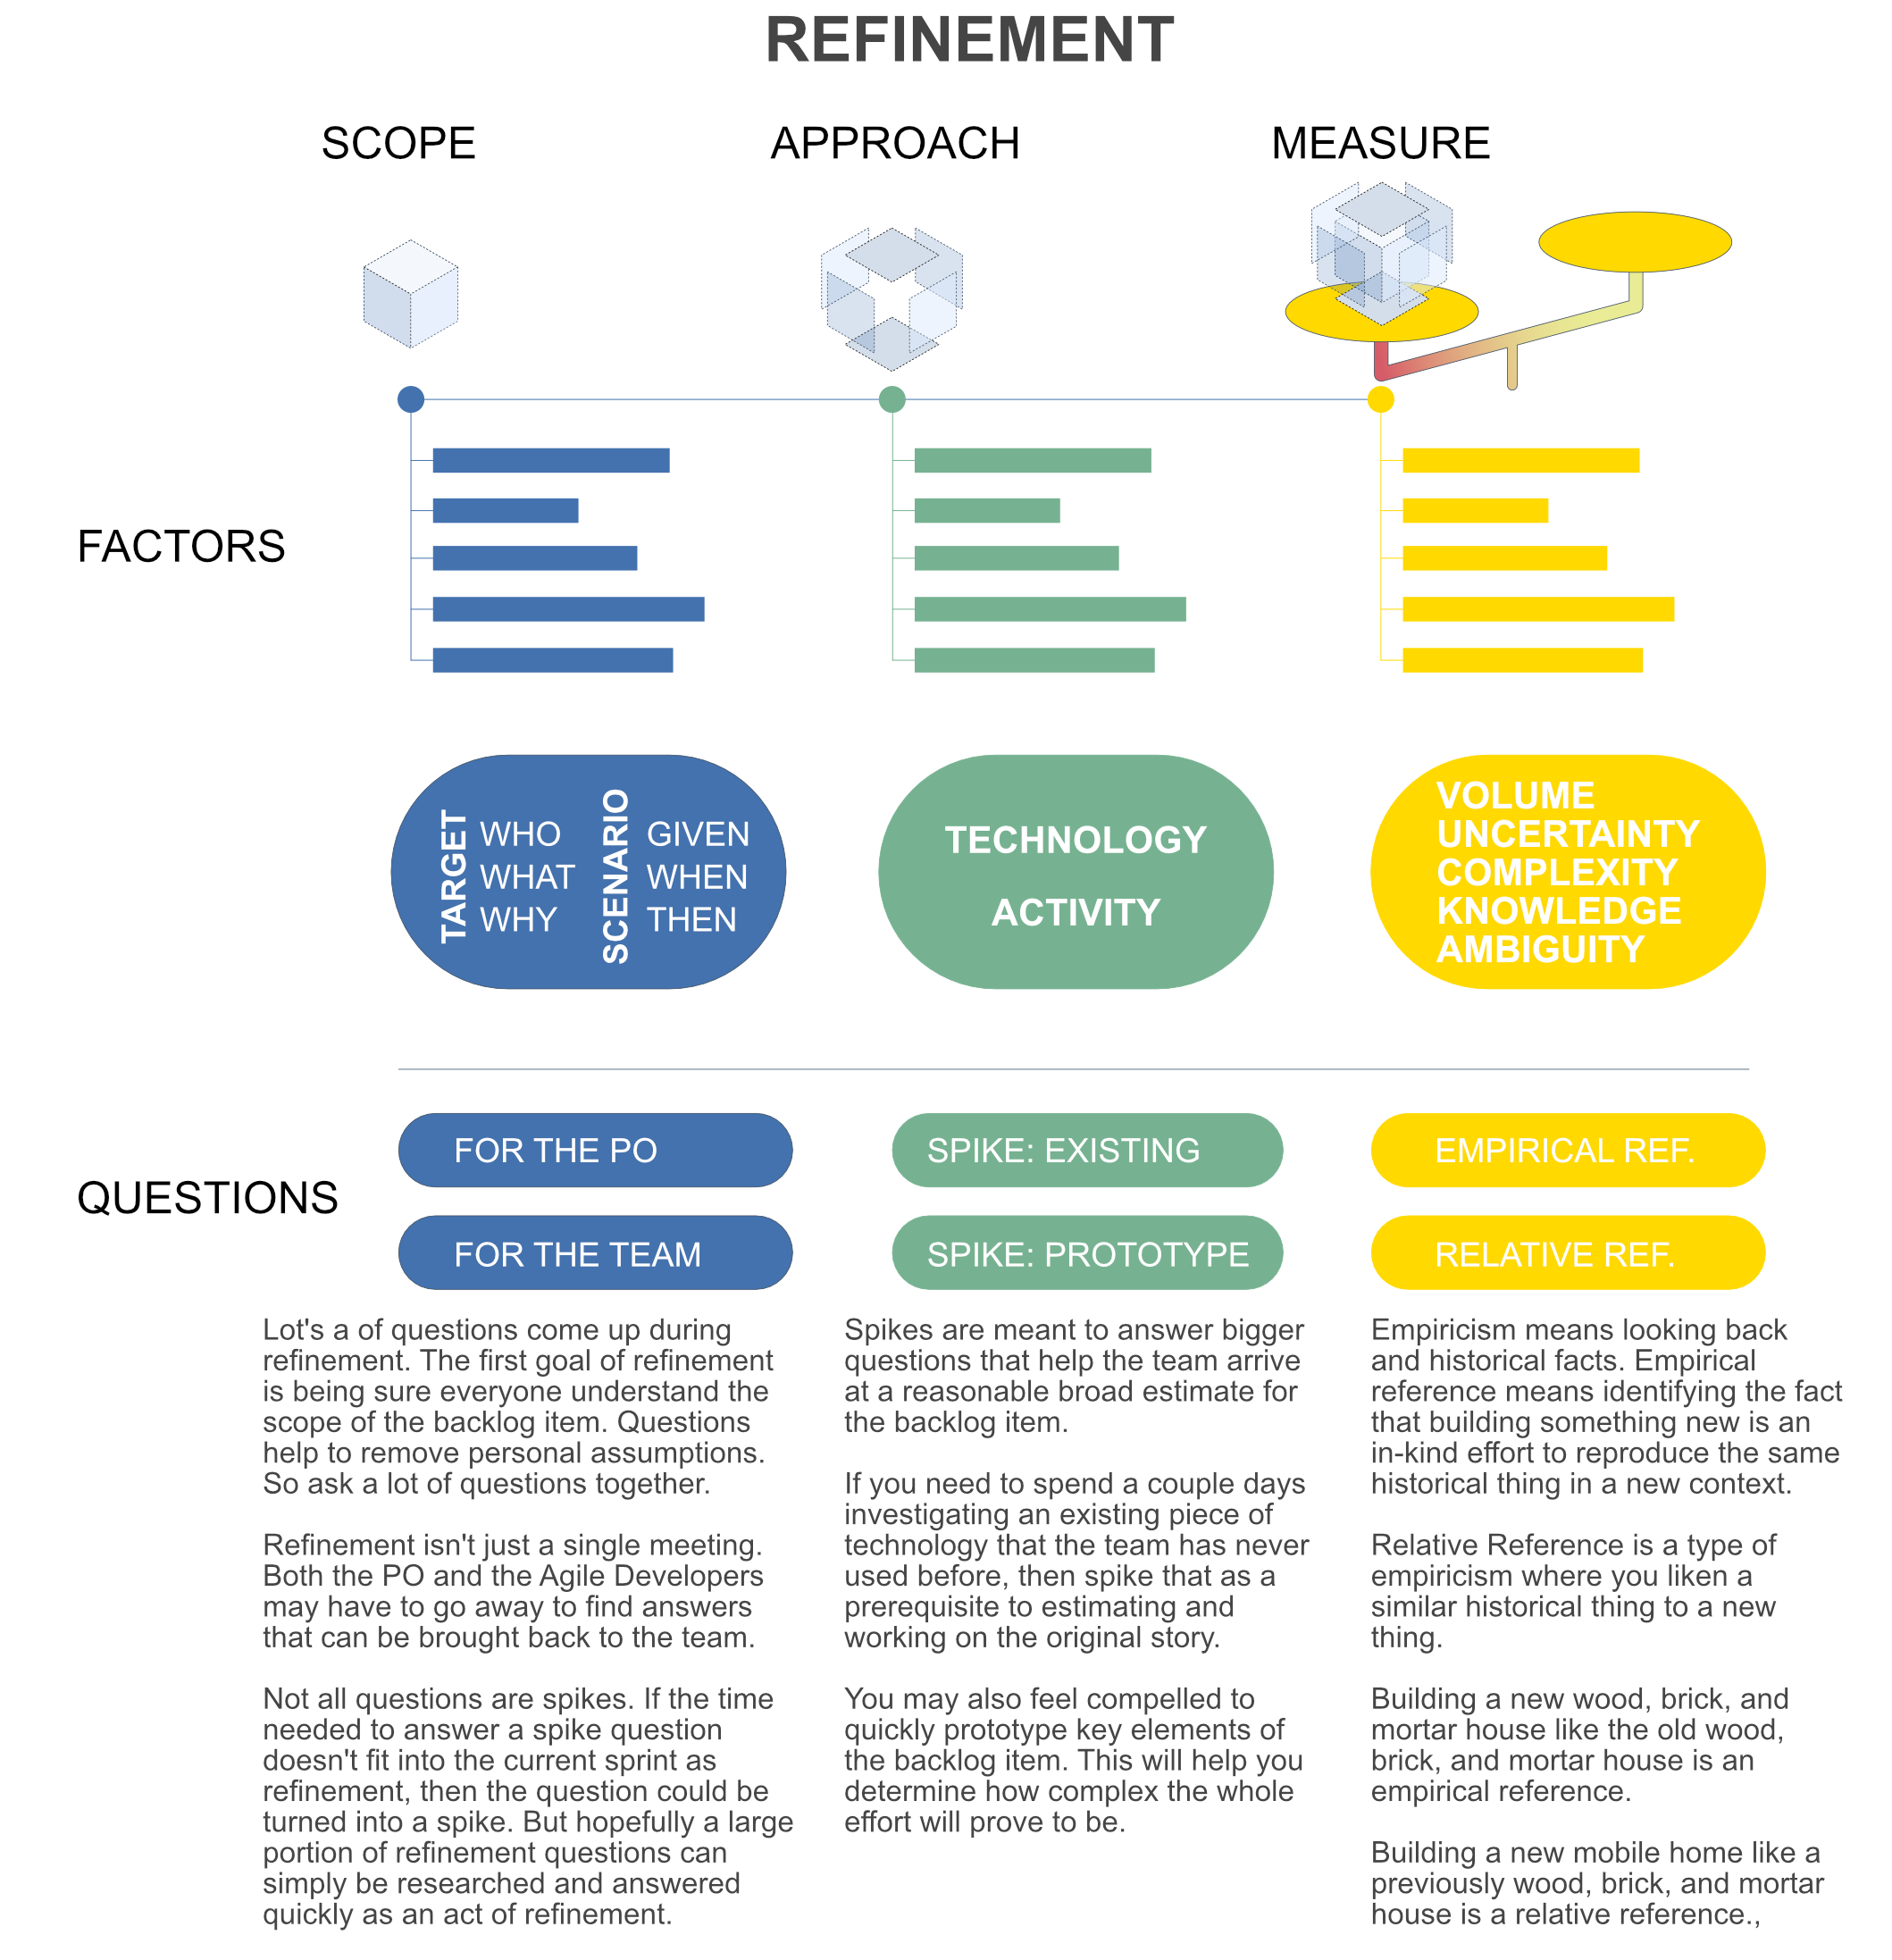 REFINEMENT
SCOPE
APPROACH
MEASURE
FACTORS
TARGET
WHO
WHAT
WHY
SCENARIO
GIVEN
WHEN
THEN
TECHNOLOGY
ACTIVITY
VOLUME
UNCERTAINTY
COMPLEXITY
KNOWLEDGE
AMBIGUITY
QUESTIONS
FOR THE PO
FOR THE TEAM
SPIKE: EXISTING
SPIKE: PROTOTYPE
EMPIRICAL REF.
RELATIVE REF.
Lot's a of questions come up during
refinement. The first goal of refinement
is being sure everyone understand the
scope of the backlog item. Questions
help to remove personal assumptions.
So ask a lot of questions together.
Refinement isn't just a single meeting.
Both the PO and the Agile Developers
may have to go away to find answers
that can be brought back to the team.
Not all questions are spikes. If the time
needed to answer a spike question
doesn't fit into the current sprint as
refinement, then the question could be
turned into a spike. But hopefully a large
portion of refinement questions can
simply be researched and answered
quickly as an act of refinement.
Spikes are meant to answer bigger
questions that help the team arrive
at a reasonable broad estimate for
the backlog item.
If you need to spend a couple days
investigating an existing piece of
technology that the team has never
used before, then spike that as a
prerequisite to estimating and
working on the original story.
You may also feel compelled to
quickly prototype key elements of
the backlog item. This will help you
determine how complex the whole
effort will prove to be.
Empiricism means looking back
and historical facts. Empirical
reference means identifying the fact
that building something new is an
in-kind effort to reproduce the same
historical thing in a new context.
Relative Reference is a type of
empiricism where you liken a
similar historical thing to a new
thing.
Building a new wood, brick, and
mortar house like the old wood,
brick, and mortar house is an
empirical reference.
Building a new mobile home like a
previously wood, brick, and mortar
house is a relative reference.,